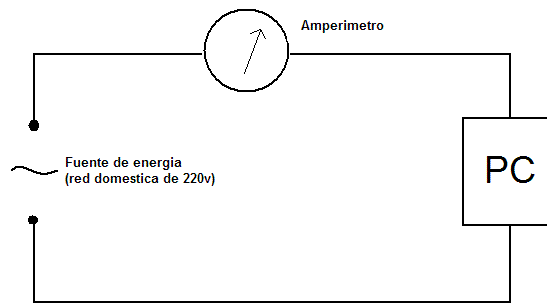 Amperimetro
Fuente de energia
(red domestica de 220v)
PC